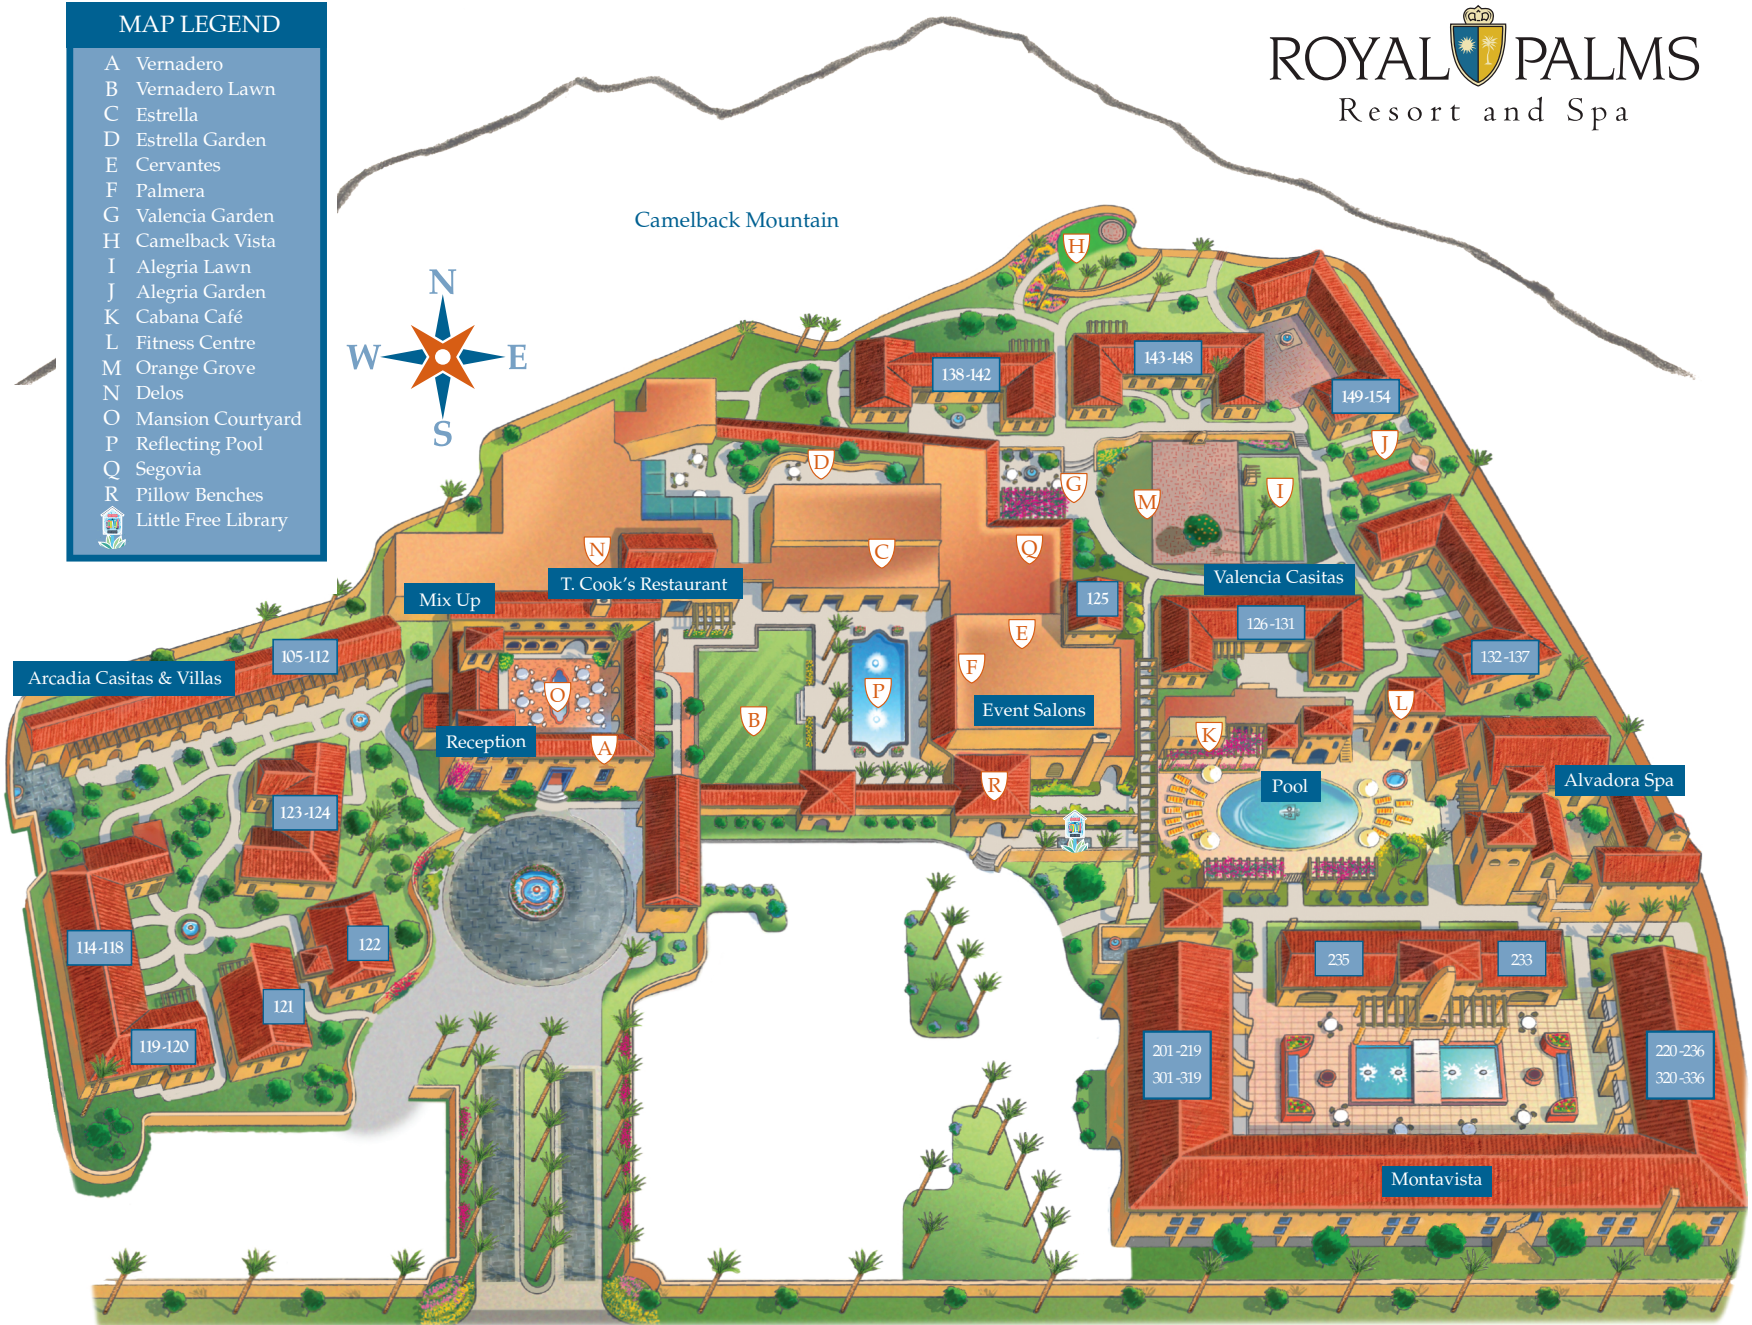 MAP LEGEND
A Vernadero
B Vernadero Lawn
C Estrella
D Estrella Garden
E Cervantes
F Palmera
G Valencia Garden
H Camelback Vista
I Alegria Lawn
J Alegria Garden
K Cabana Café
L Fitness Centre
M Orange Grove
N Delos
O Mansion Courtyard
P Reflecting Pool
Q Segovia
R Pillow Benches
Little Free Library
ROYAL PALMS
Resort and Spa
Camelback Mountain
N
W E
S
H
143-148
138-142
149-154
J
D
G
I
M
N
C
Q
T. Cook's Restaurant
Valencia Casitas
Mix Up
125
126-131
E
105-112
132-137
F
Arcadia Casitas & Villas
O
P
L
Event Salons
B
K
Reception
A
R
Pool
Alvadora Spa
123-124
114-118
122
235
233
121
119-120
201-219
301-319
220-236
320-336
Montavista